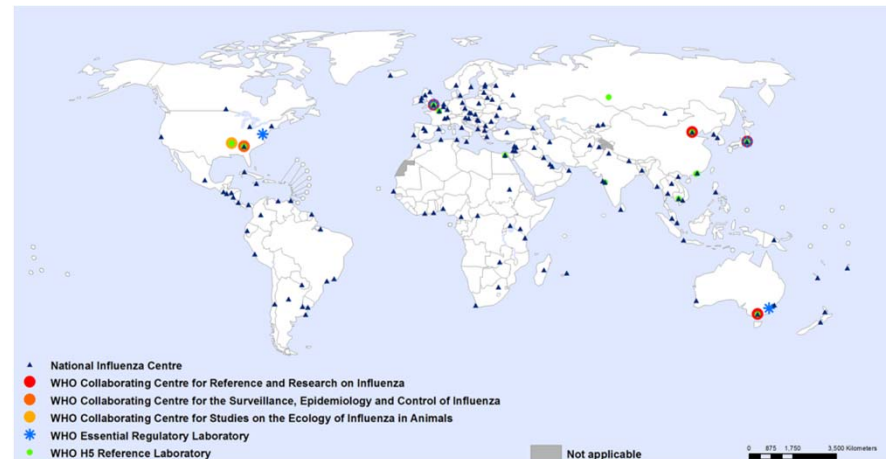 National Influenza Centre
WHO Collaborating Centre for Reference and Research on Influenza
WHO Collaborating Centre for the Surveillance, Epidemiology and Control of Influenza
WHO Collaborating Centre for Studies on the Ecology of Influenza in Animals
WHO Essential Regulatory Laboratory
WHO H5 Reference Laboratory
Not applicable
0 875 1,750 3,500 Kilometers